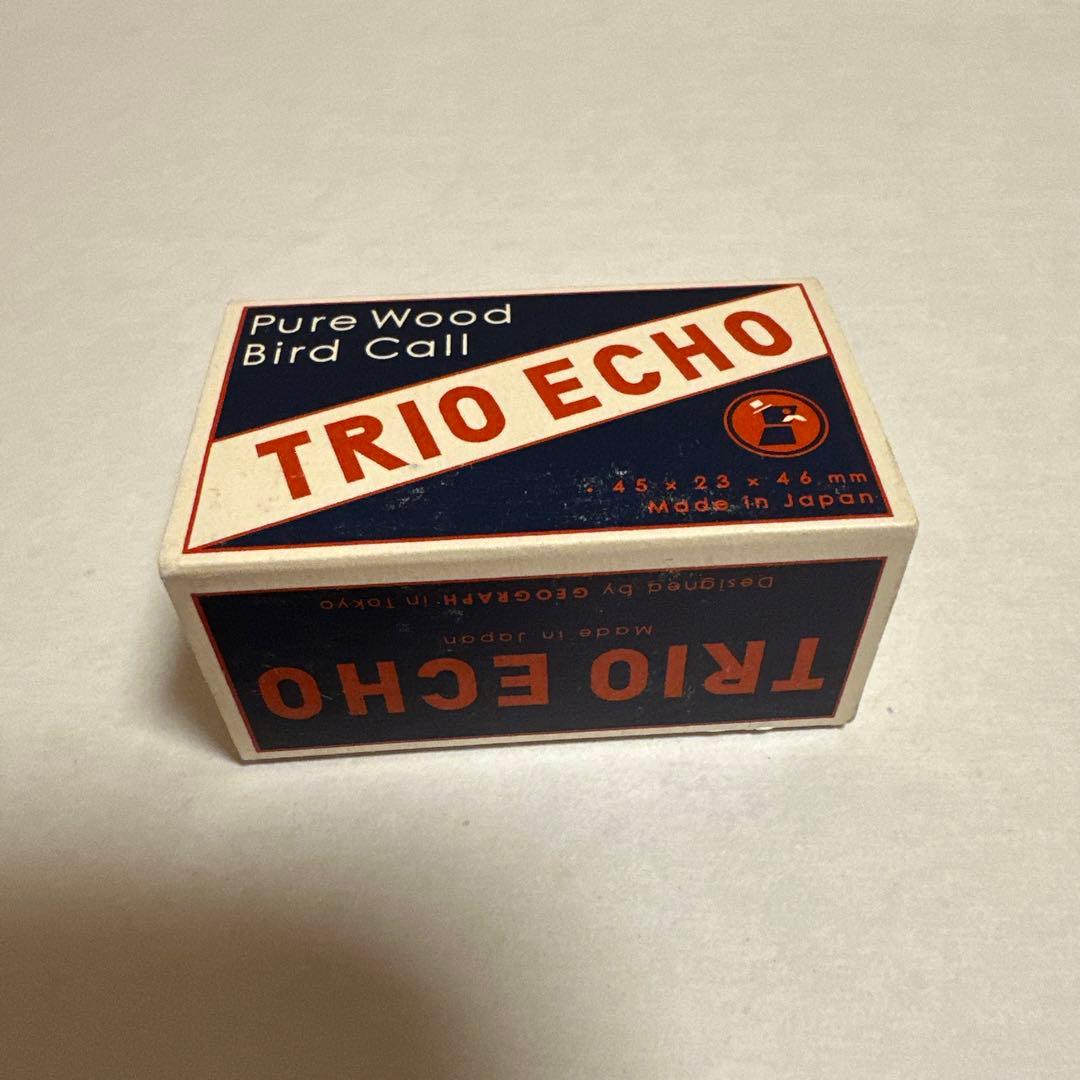 Pure Wood
Bird Call
TRIO ECHO
45 × 23 × 46 mm
Made in Japan
TRIO ECHO
Made in Japan
Designed by GEOGRAPH in Tokyo